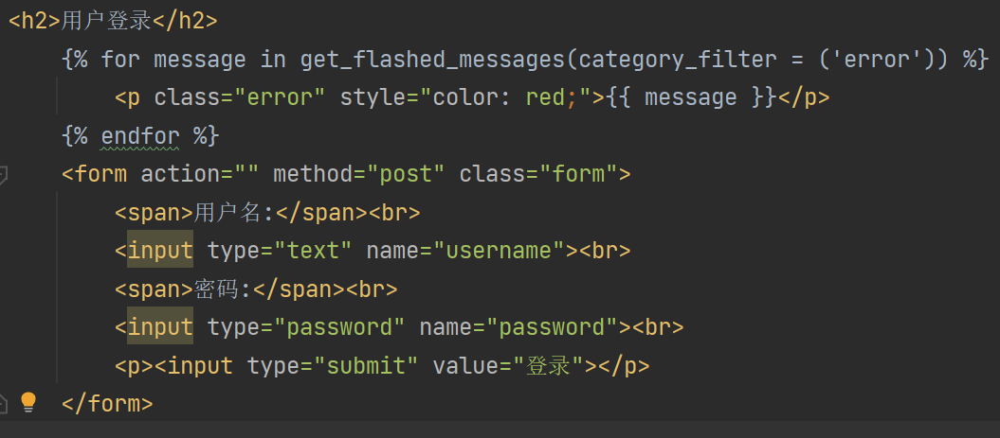 <h2>用户登录</h2>
{% for message in get_flashed_messages(category_filter = ('error')) %}
<p class="error" style="color: red;">{{ message }}</p>
{% endfor %}
<form action="" method="post" class="form">
<span>用户名:</span><br>
<input type="text" name="username"><br>
<span>密码:</span><br>
<input type="password" name="password"><br>
<p><input type="submit" value="登录"></p>
</form>